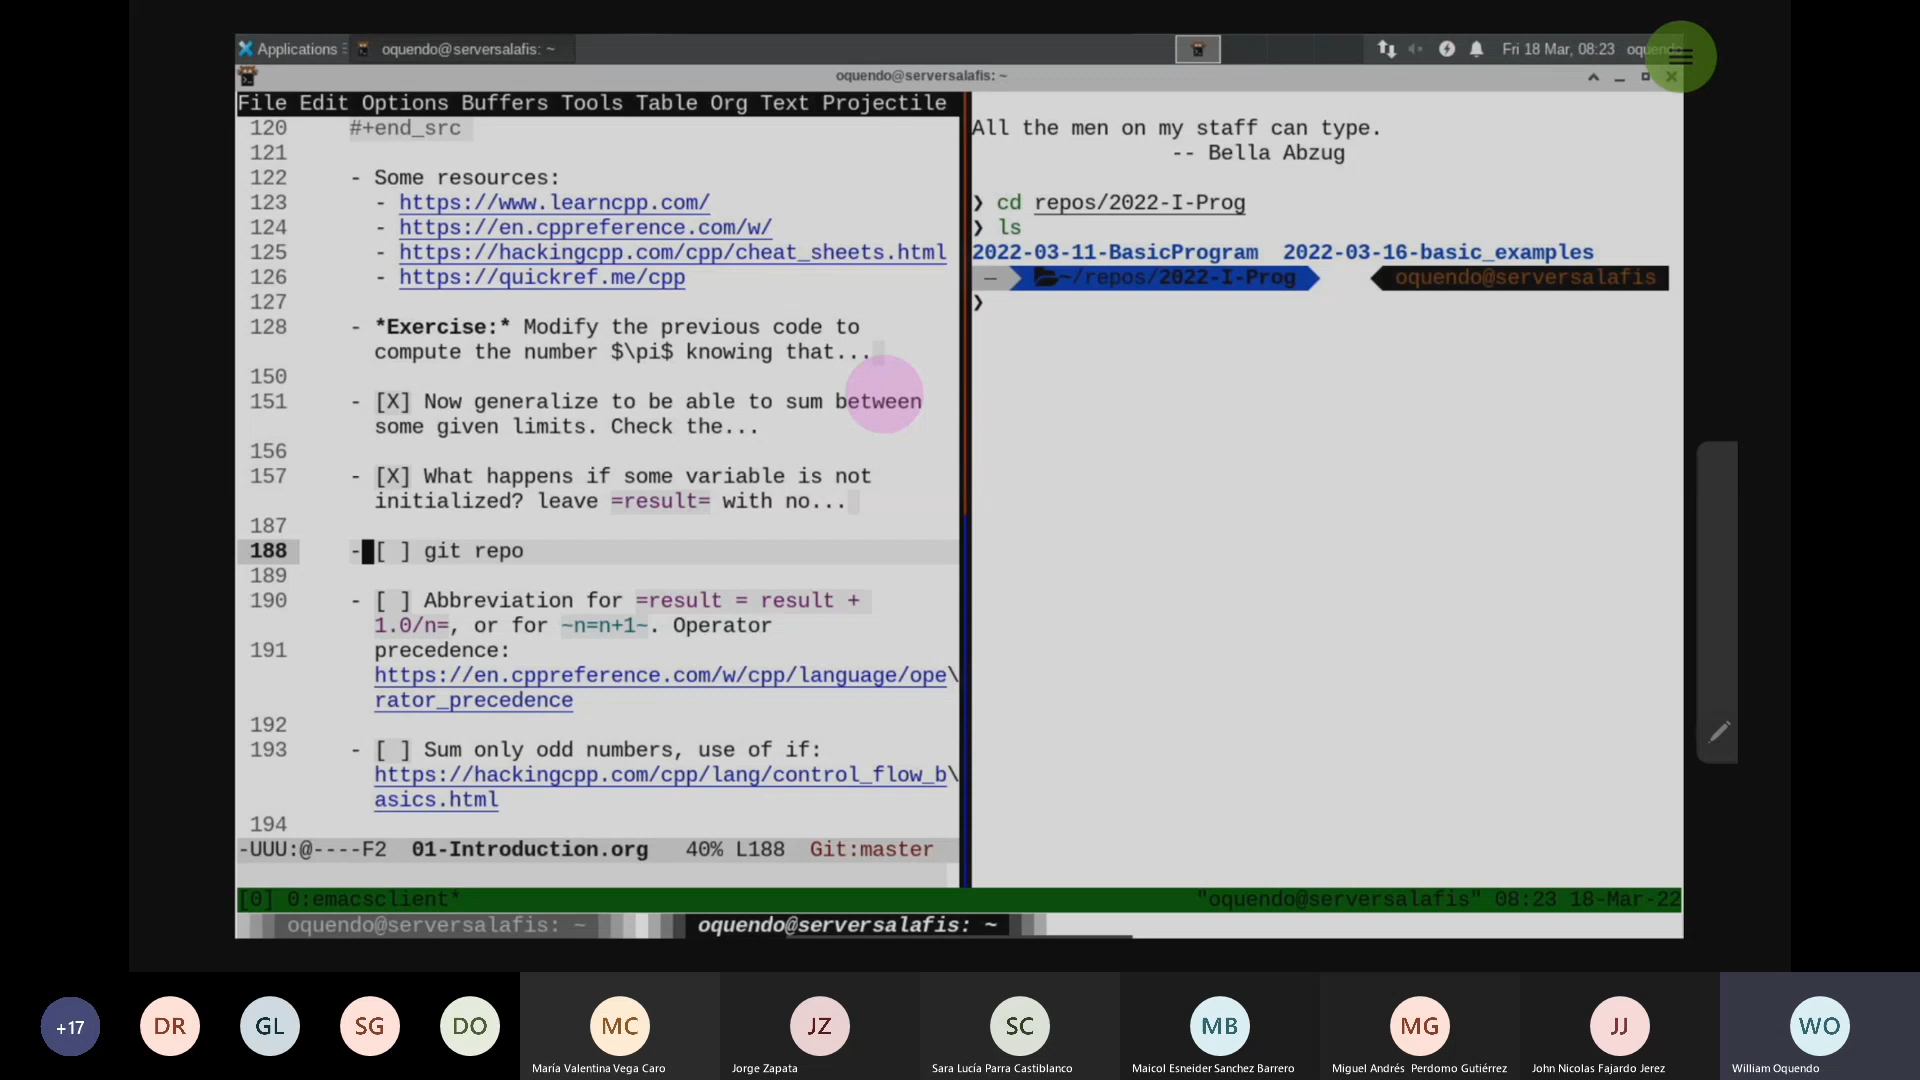 Applications
oquendo@serversalafis: ~
Fri 18 Mar, 08:23 oquendo
oquendo@serversalafis: ~
File Edit Options Buffers Tools Table Org Text Projectile
120 #+end_src
121
122 - Some resources:
123 - https://www.learncpp.com/
124 - https://en.cppreference.com/w/
125 - https://hackingcpp.com/cpp/cheat_sheets.html
126 - https://quickref.me/cpp
127
128 - *Exercise:* Modify the previous code to
compute the number $\pi$ knowing that...
150
151 - [X] Now generalize to be able to sum between
some given limits. Check the...
156
157 - [X] What happens if some variable is not
initialized? leave =result= with no...
187
188 - [ ] git repo
189
190 - [ ] Abbreviation for =result = result +
1.0/n=, or for ~n=n+1~. Operator
191 precedence:
https://en.cppreference.com/w/cpp/language/ope\
rator_precedence
192
193 - [ ] Sum only odd numbers, use of if:
https://hackingcpp.com/cpp/lang/control_flow_b\
asics.html
194
-UUU:@----F2 01-Introduction.org 40% L188 Git:master
All the men on my staff can type.
-- Bella Abzug
❯ cd repos/2022-I-Prog
❯ ls
2022-03-11-BasicProgram 2022-03-16-basic_examples
~/repos/2022-I-Prog oquendo@serversalafis
❯
[0] 0:emacsclient* "oquendo@serversalafis" 08:23 18-Mar-22
oquendo@serversalafis: ~ oquendo@serversalafis: ~
+17
DR
GL
SG
DO
MC
María Valentina Vega Caro
JZ
Jorge Zapata
SC
Sara Lucía Parra Castiblanco
MB
Maicol Esneider Sanchez Barrero
MG
Miguel Andrés Perdomo Gutiérrez
JJ
John Nicolas Fajardo Jerez
WO
William Oquendo